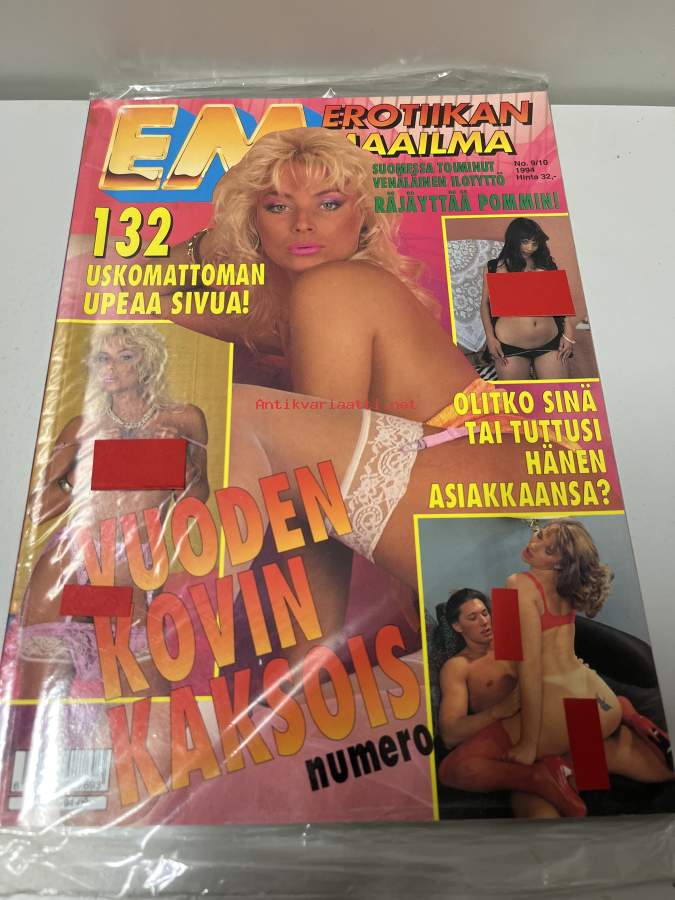 EM EROTIIKAN
MAAILMA
No. 9/10
1994
Hinta 32,-
SUOMESSA TOIMINUT
VENÄLÄINEN ILOTYTTÖ
RÄJÄYTTÄÄ POMMIN!
132
USKOMATTOMAN
UPEAA SIVUA!
Antikvariaatti.net
OLITKO SINÄ
TAI TUTTUSI
HÄNEN
ASIAKKAANSA?
VUODEN
KOVIN
KAKSOIS
numero